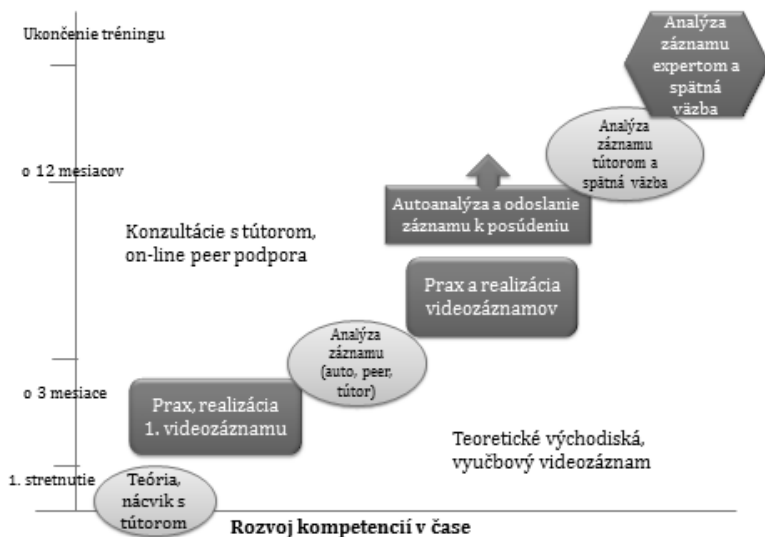 Ukončenie tréningu
Analýza
záznamu
expertom a
spätná
väzba
Analýza
záznamu
tútorom a
spätná väzba
o 12 mesiacov
Autoanalýza a odoslanie
záznamu k posúdeniu
Konzultácie s tútorom,
on-line peer podpora
Prax a realizácia
videozáznamov
Analýza
záznamu
(auto, peer,
tútor)
o 3 mesiace
Prax, realizácia
1. videozáznamu
Teoretické východiská,
vyučbový videozáznam
1. stretnutie
Teória,
nácvik s
tútorom
Rozvoj kompetencií v čase